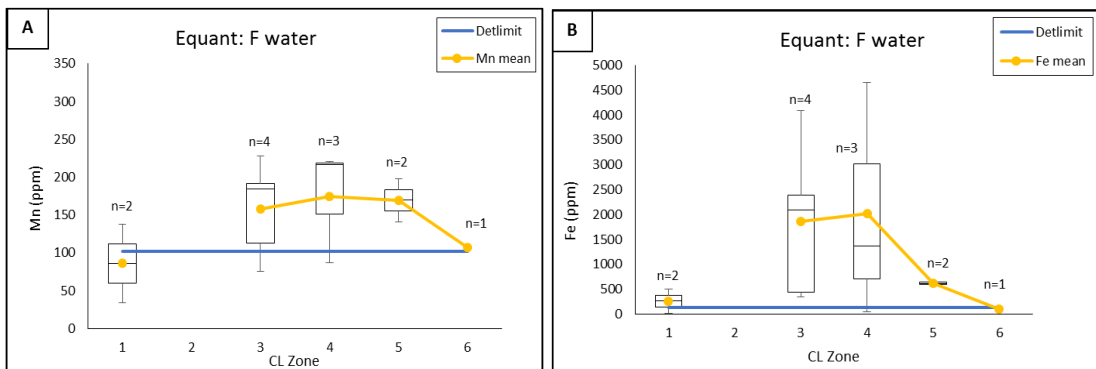 A
Equant: F water
Detlimit
Mn mean
350
300
250
200
150
100
50
0
Mn (ppm)
n=2
n=4
n=3
n=2
n=1
1 2 3 4 5 6
CL Zone
B
Equant: F water
Detlimit
Fe mean
5000
4500
4000
3500
3000
2500
2000
1500
1000
500
0
Fe (ppm)
n=2
n=4
n=3
n=2
n=1
1 2 3 4 5 6
CL Zone